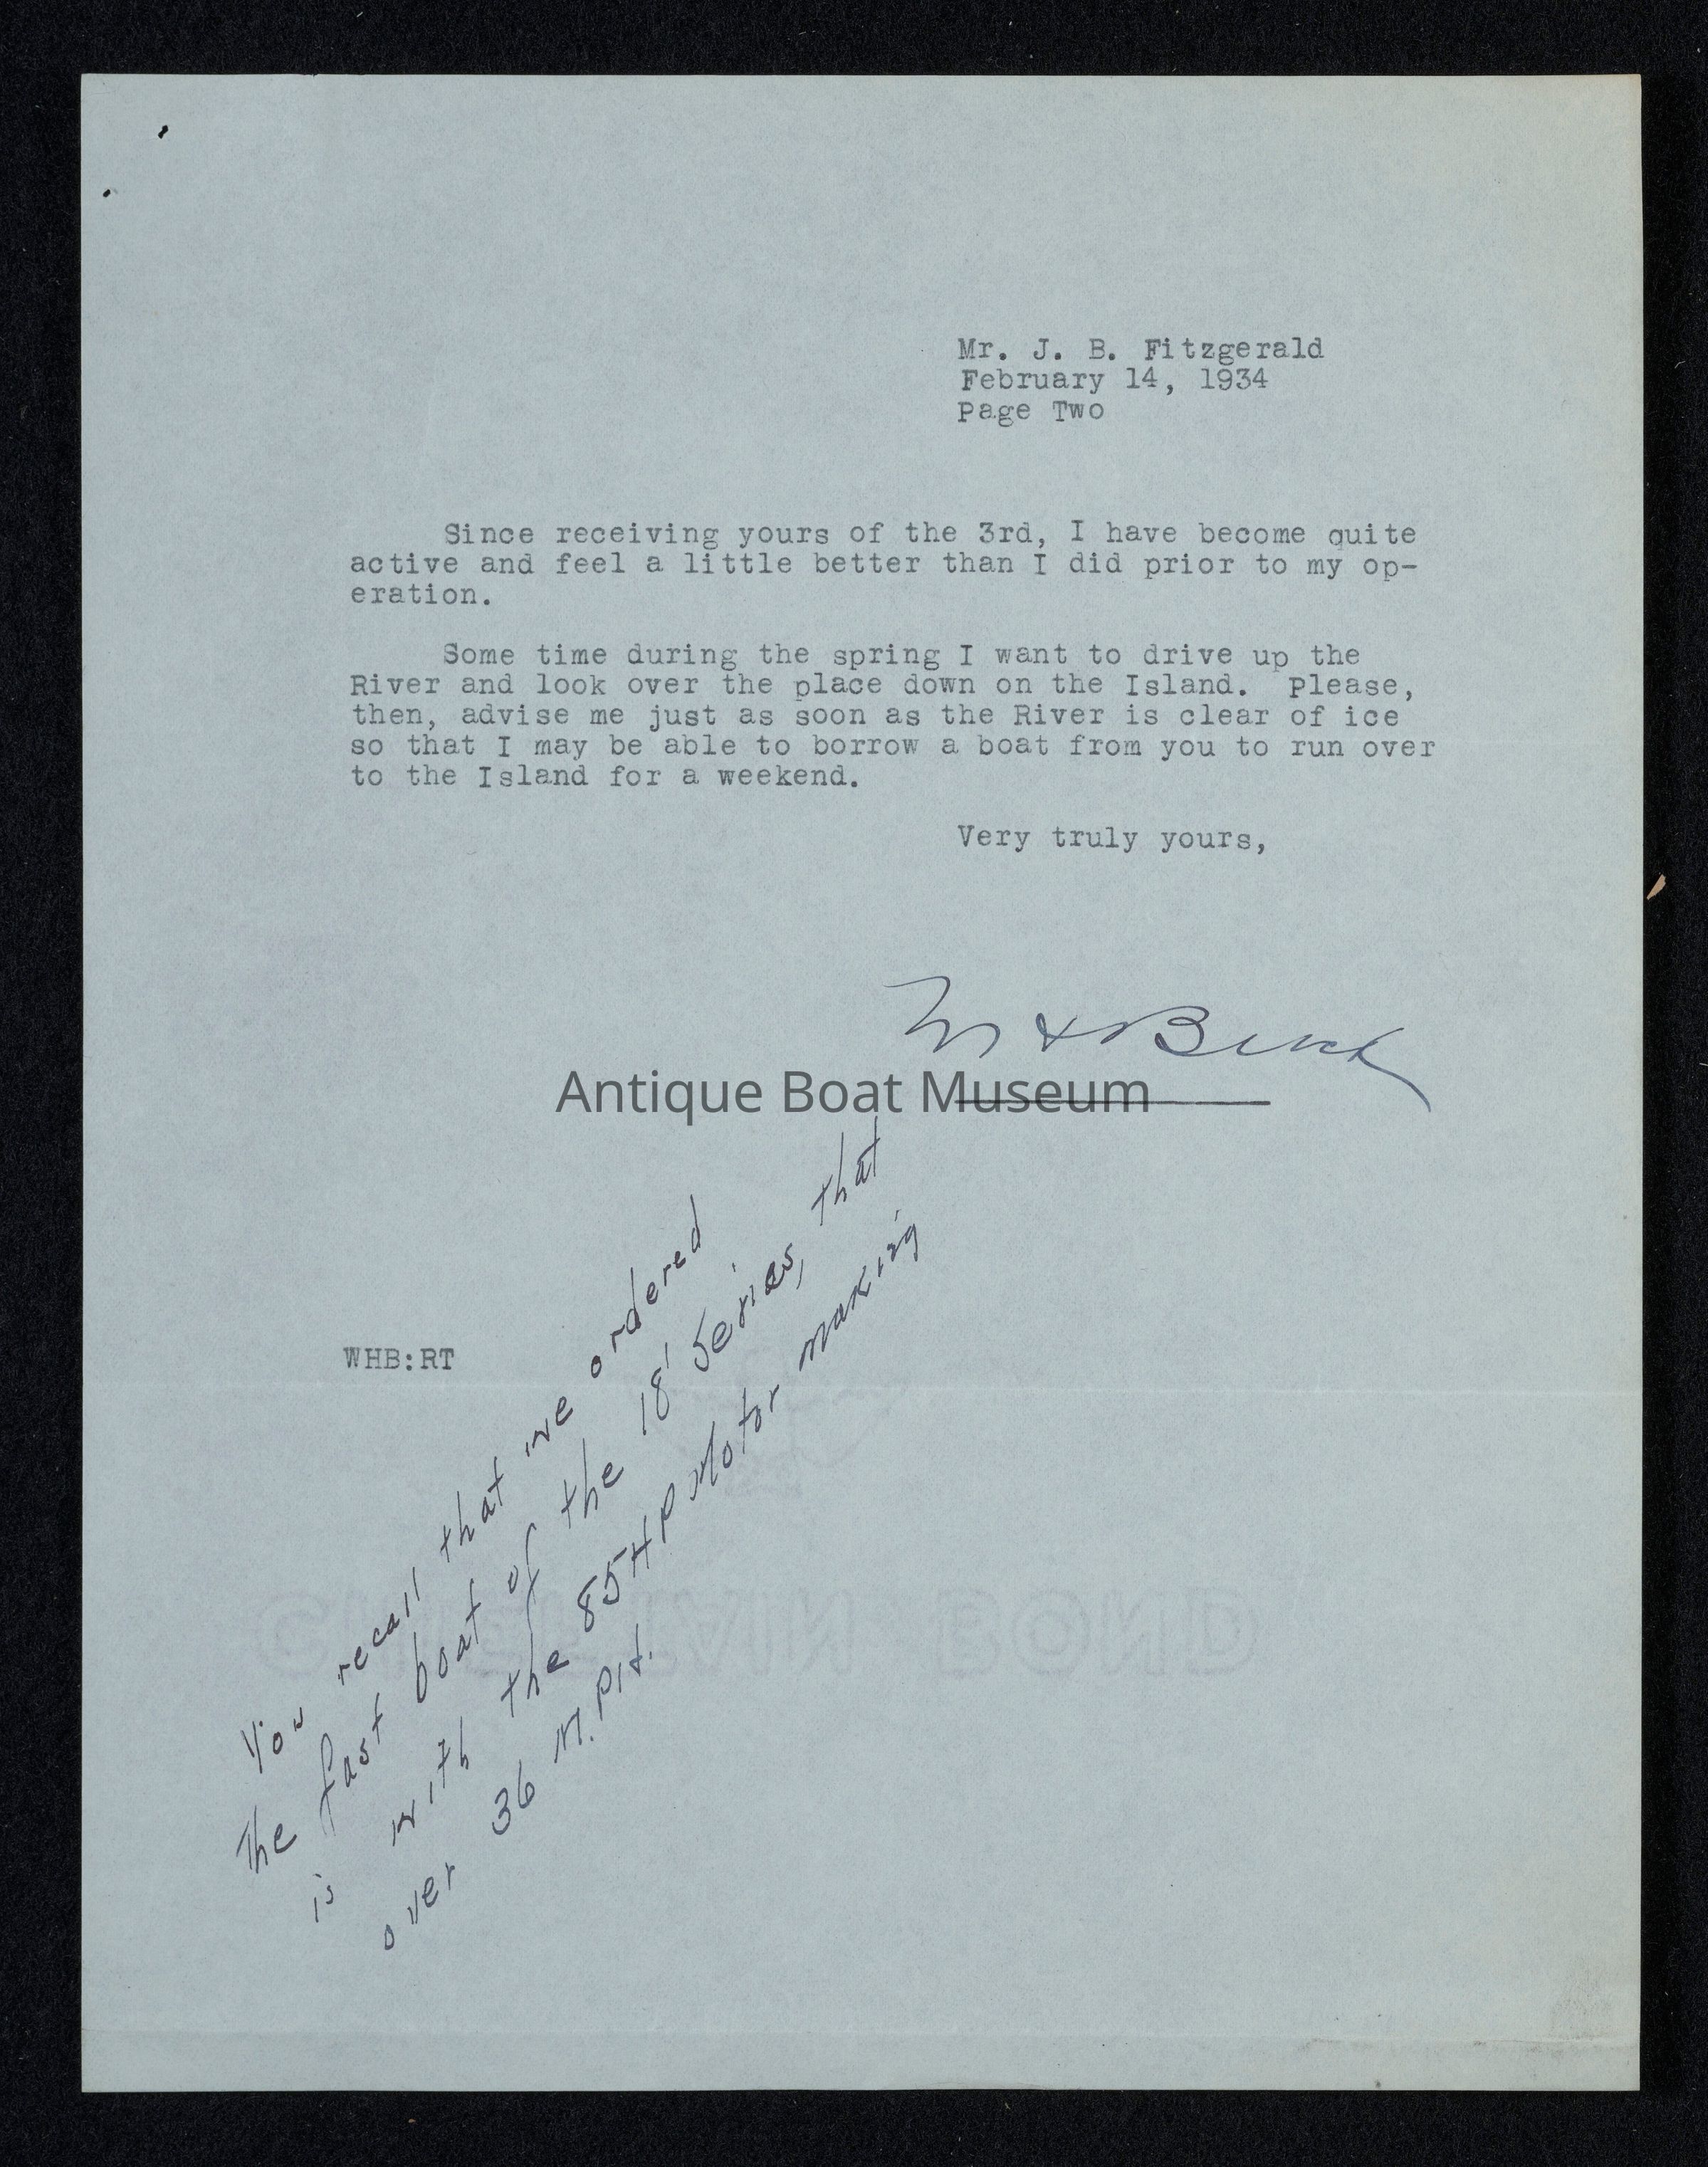 Mr. J. B. Fitzgerald
February 14, 1934
Page Two
Since receiving yours of the 3rd, I have become quite
active and feel a little better than I did prior to my op-
eration.
Some time during the spring I want to drive up the
River and look over the place down on the Island. Please,
then, advise me just as soon as the River is clear of ice
so that I may be able to borrow a boat from you to run over
to the Island for a weekend.
Very truly yours,
Antique Boat Museum
WHB:RT
You recall that we ordered
The fast boat of the 18' Series, that
is with the 85 HP Motor making
over 36 M.P.H.
BOND